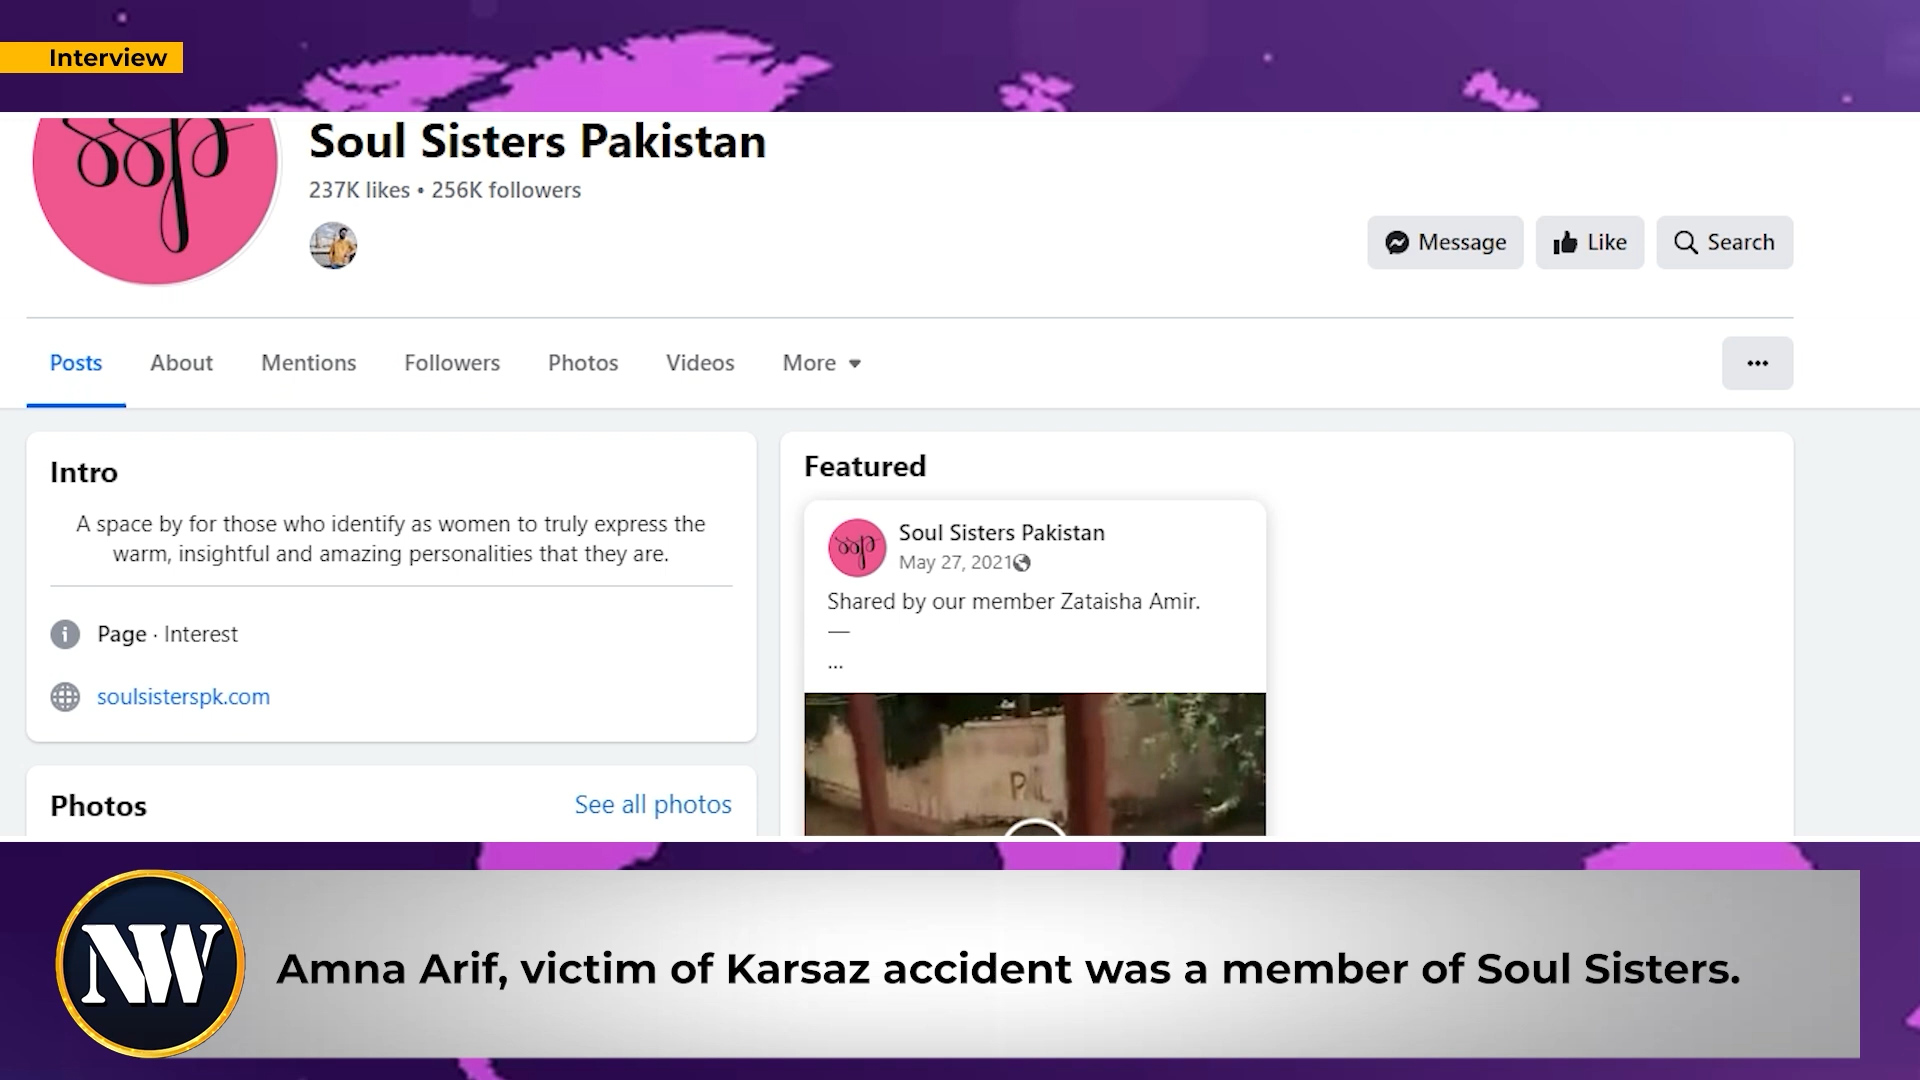 Interview
ssp
Soul Sisters Pakistan
237K likes • 256K followers
Message
Like
Search
Posts
About
Mentions
Followers
Photos
Videos
More
Intro
A space by for those who identify as women to truly express the
warm, insightful and amazing personalities that they are.
Page · Interest
soulsisterspk.com
Photos
See all photos
Featured
ssp
Soul Sisters Pakistan
May 27, 2021
Shared by our member Zataisha Amir.
—
...
NW
Amna Arif, victim of Karsaz accident was a member of Soul Sisters.